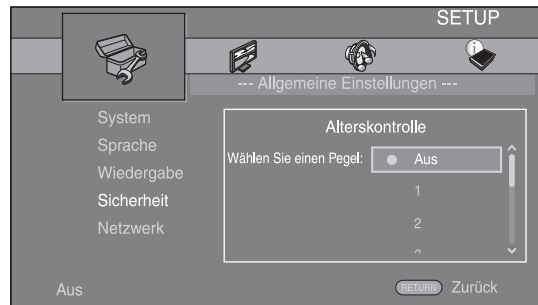 SETUP
--- Allgemeine Einstellungen ---
System
Sprache
Wiedergabe
Sicherheit
Netzwerk
Alterskontrolle
Wählen Sie einen Pegel: Aus
1
2
Aus
RETURN Zurück